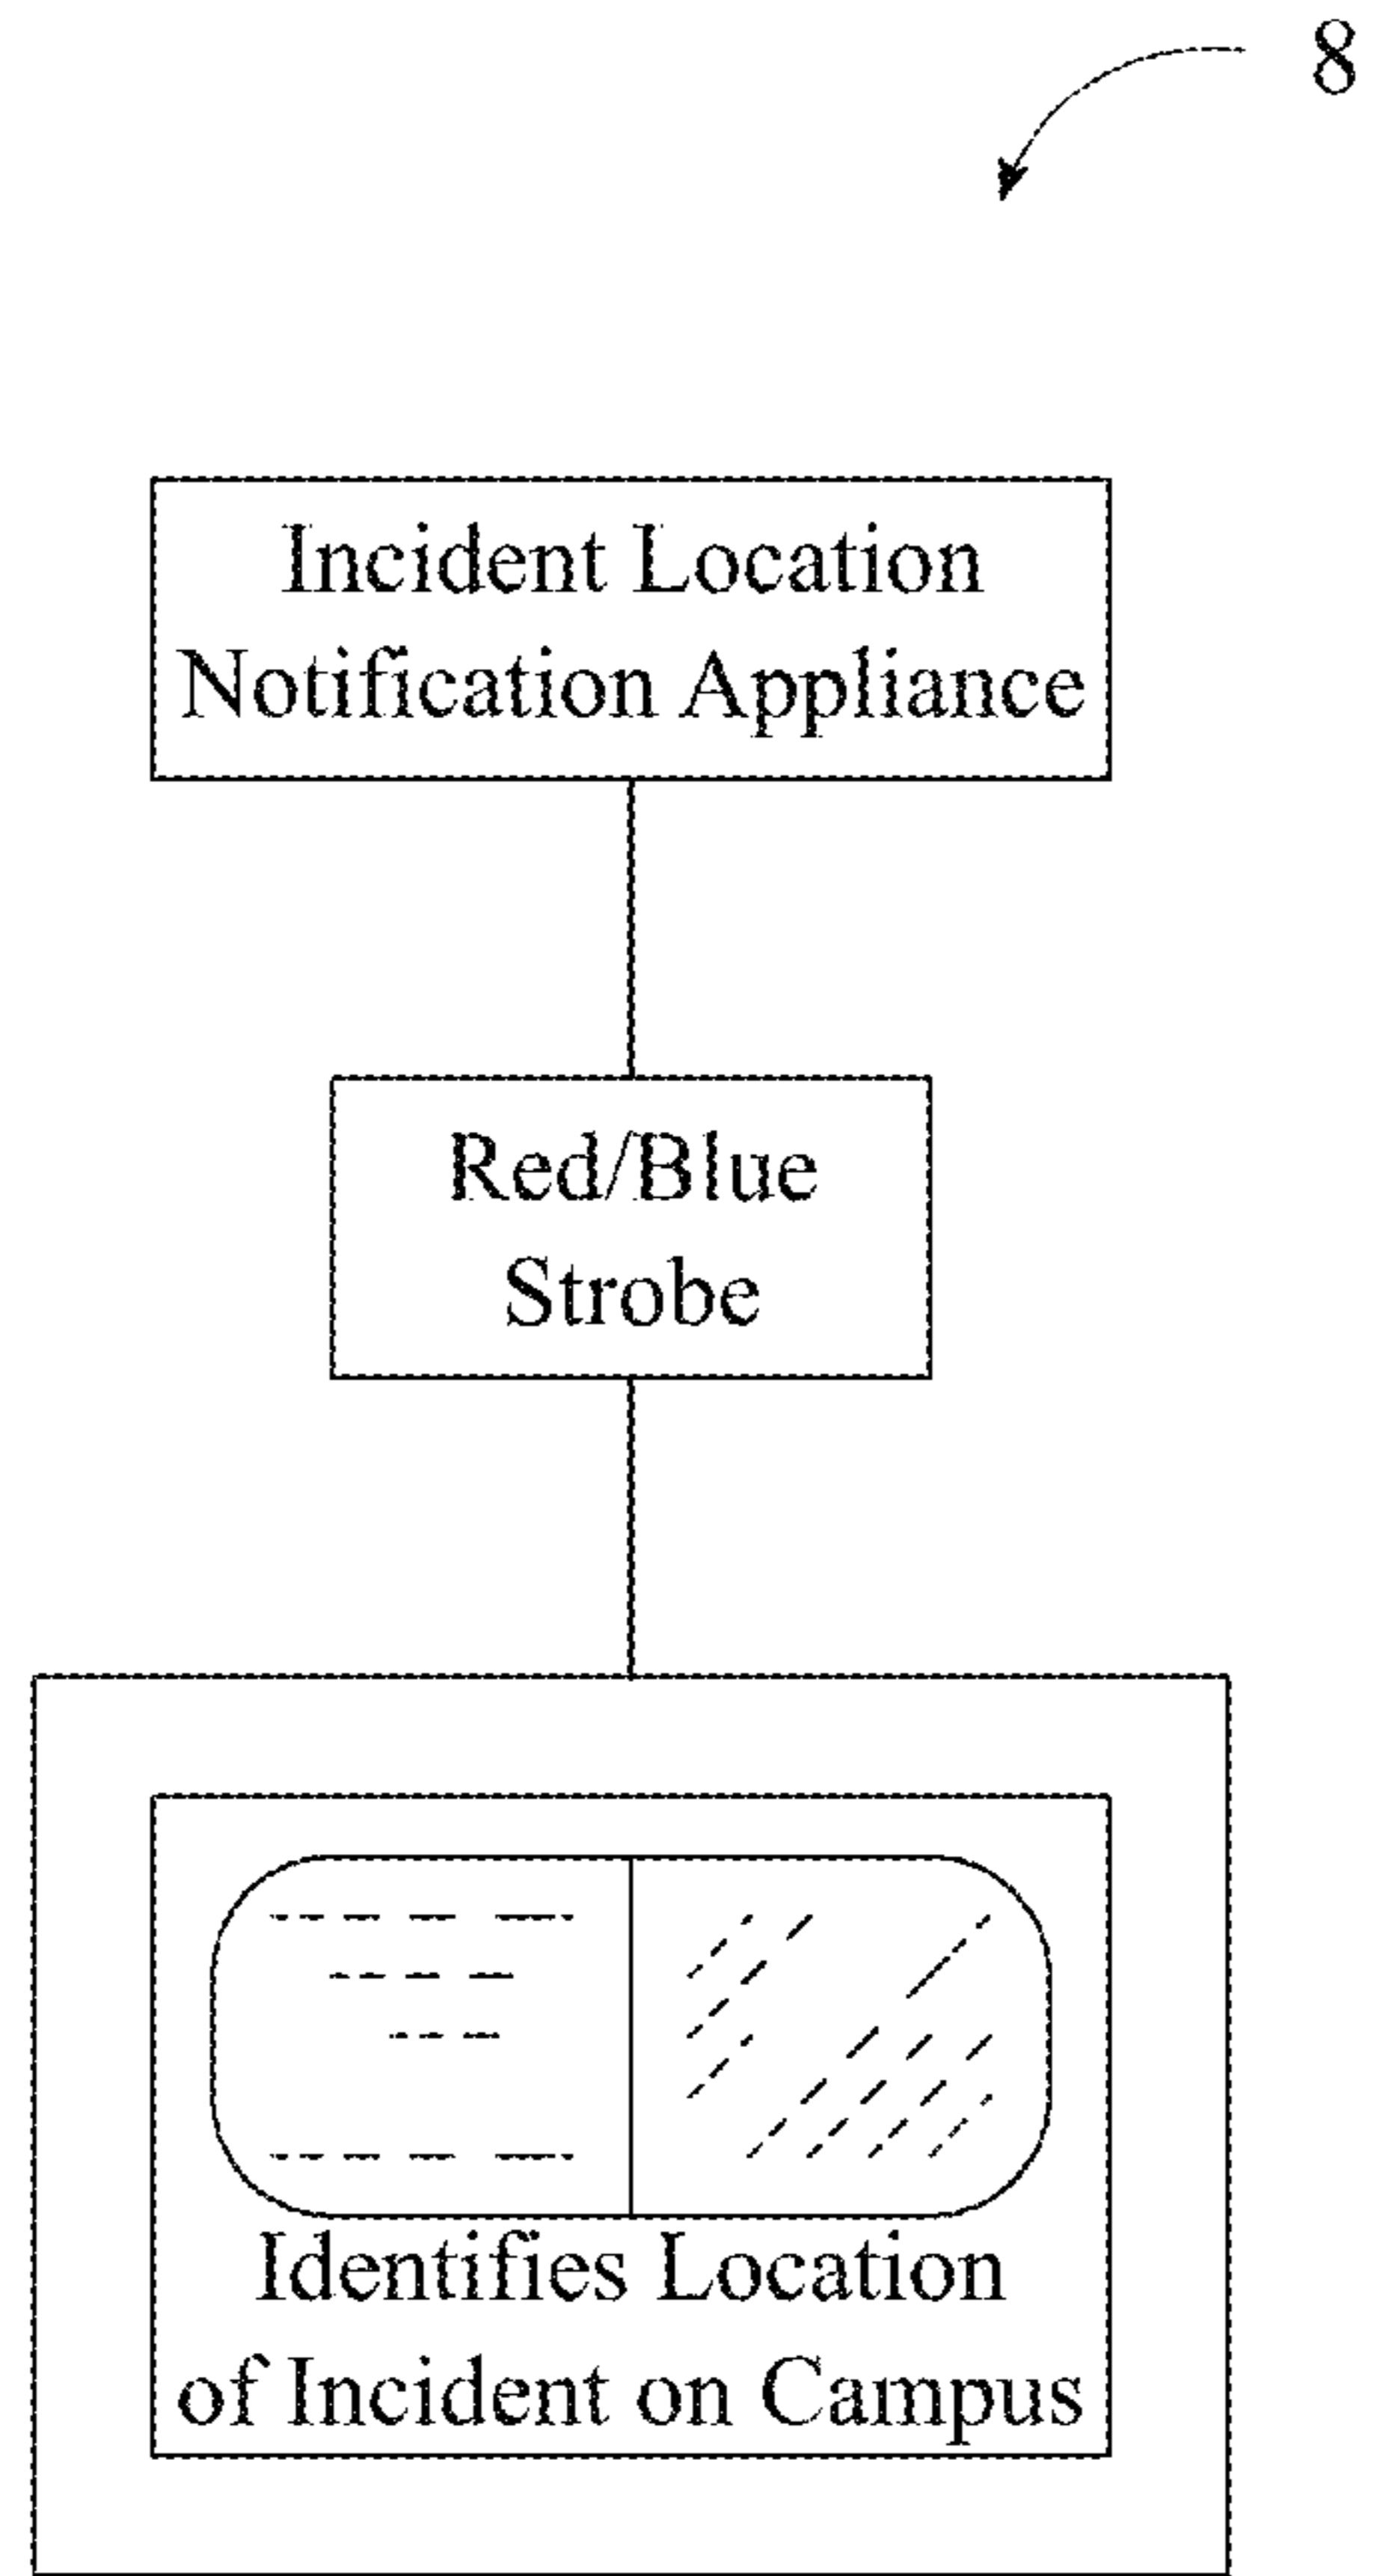 8
Incident Location
Notification Appliance
Red/Blue
Strobe
Identifies Location
of Incident on Campus